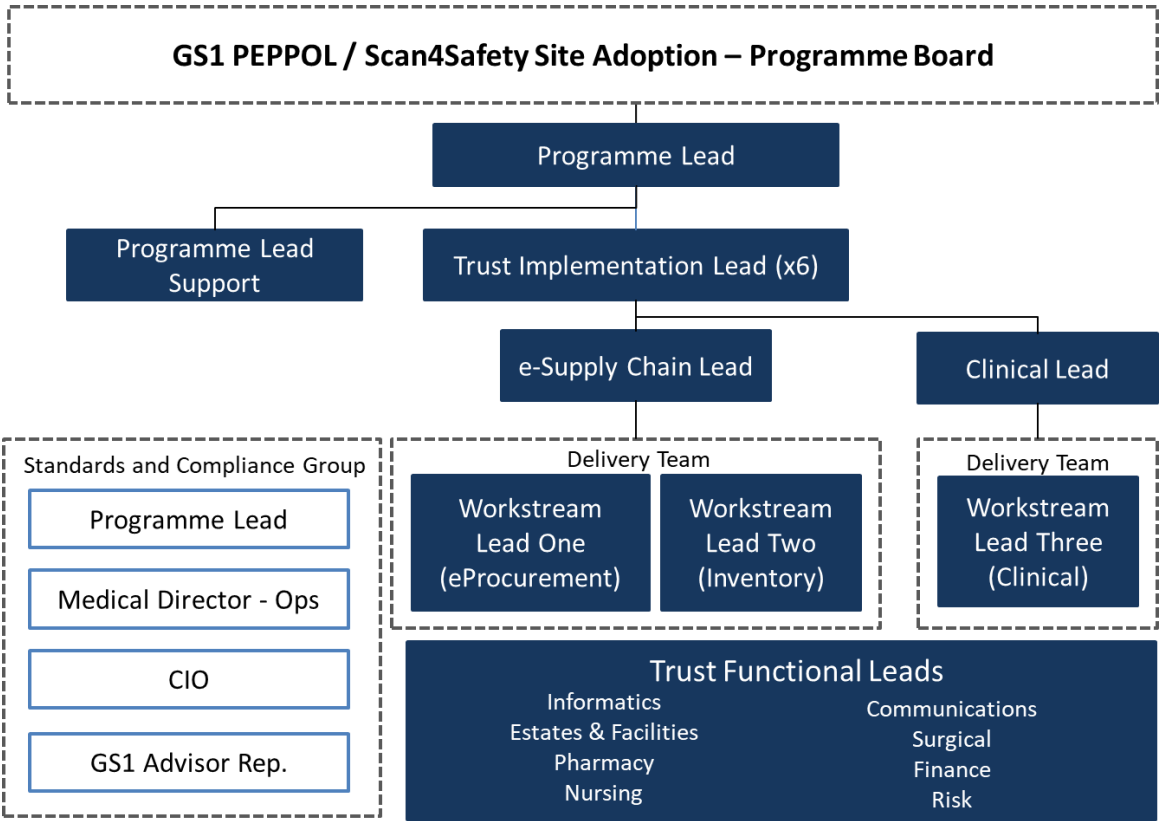 GS1 PEPPOL / Scan4Safety Site Adoption – Programme Board
Programme Lead
Programme Lead
Support
Trust Implementation Lead (x6)
e-Supply Chain Lead
Clinical Lead
Standards and Compliance Group
Programme Lead
Medical Director - Ops
CIO
GS1 Advisor Rep.
Delivery Team
Workstream
Lead One
(eProcurement)
Workstream
Lead Two
(Inventory)
Delivery Team
Workstream
Lead Three
(Clinical)
Trust Functional Leads
Informatics
Estates & Facilities
Pharmacy
Nursing
Communications
Surgical
Finance
Risk